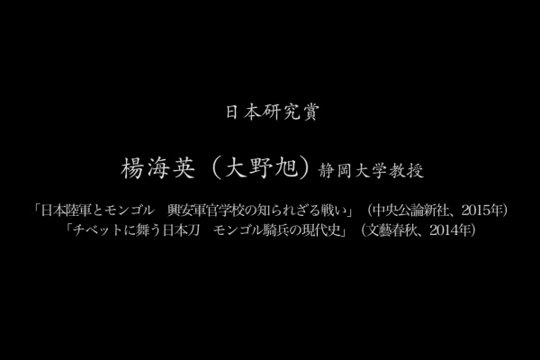 日本研究賞
楊海英（大野旭）静岡大学教授
「日本陸軍とモンゴル　興安軍官学校の知られざる戦い」（中央公論新社、2015年）
「チベットに舞う日本刀　モンゴル騎兵の現代史」（文藝春秋、2014年）